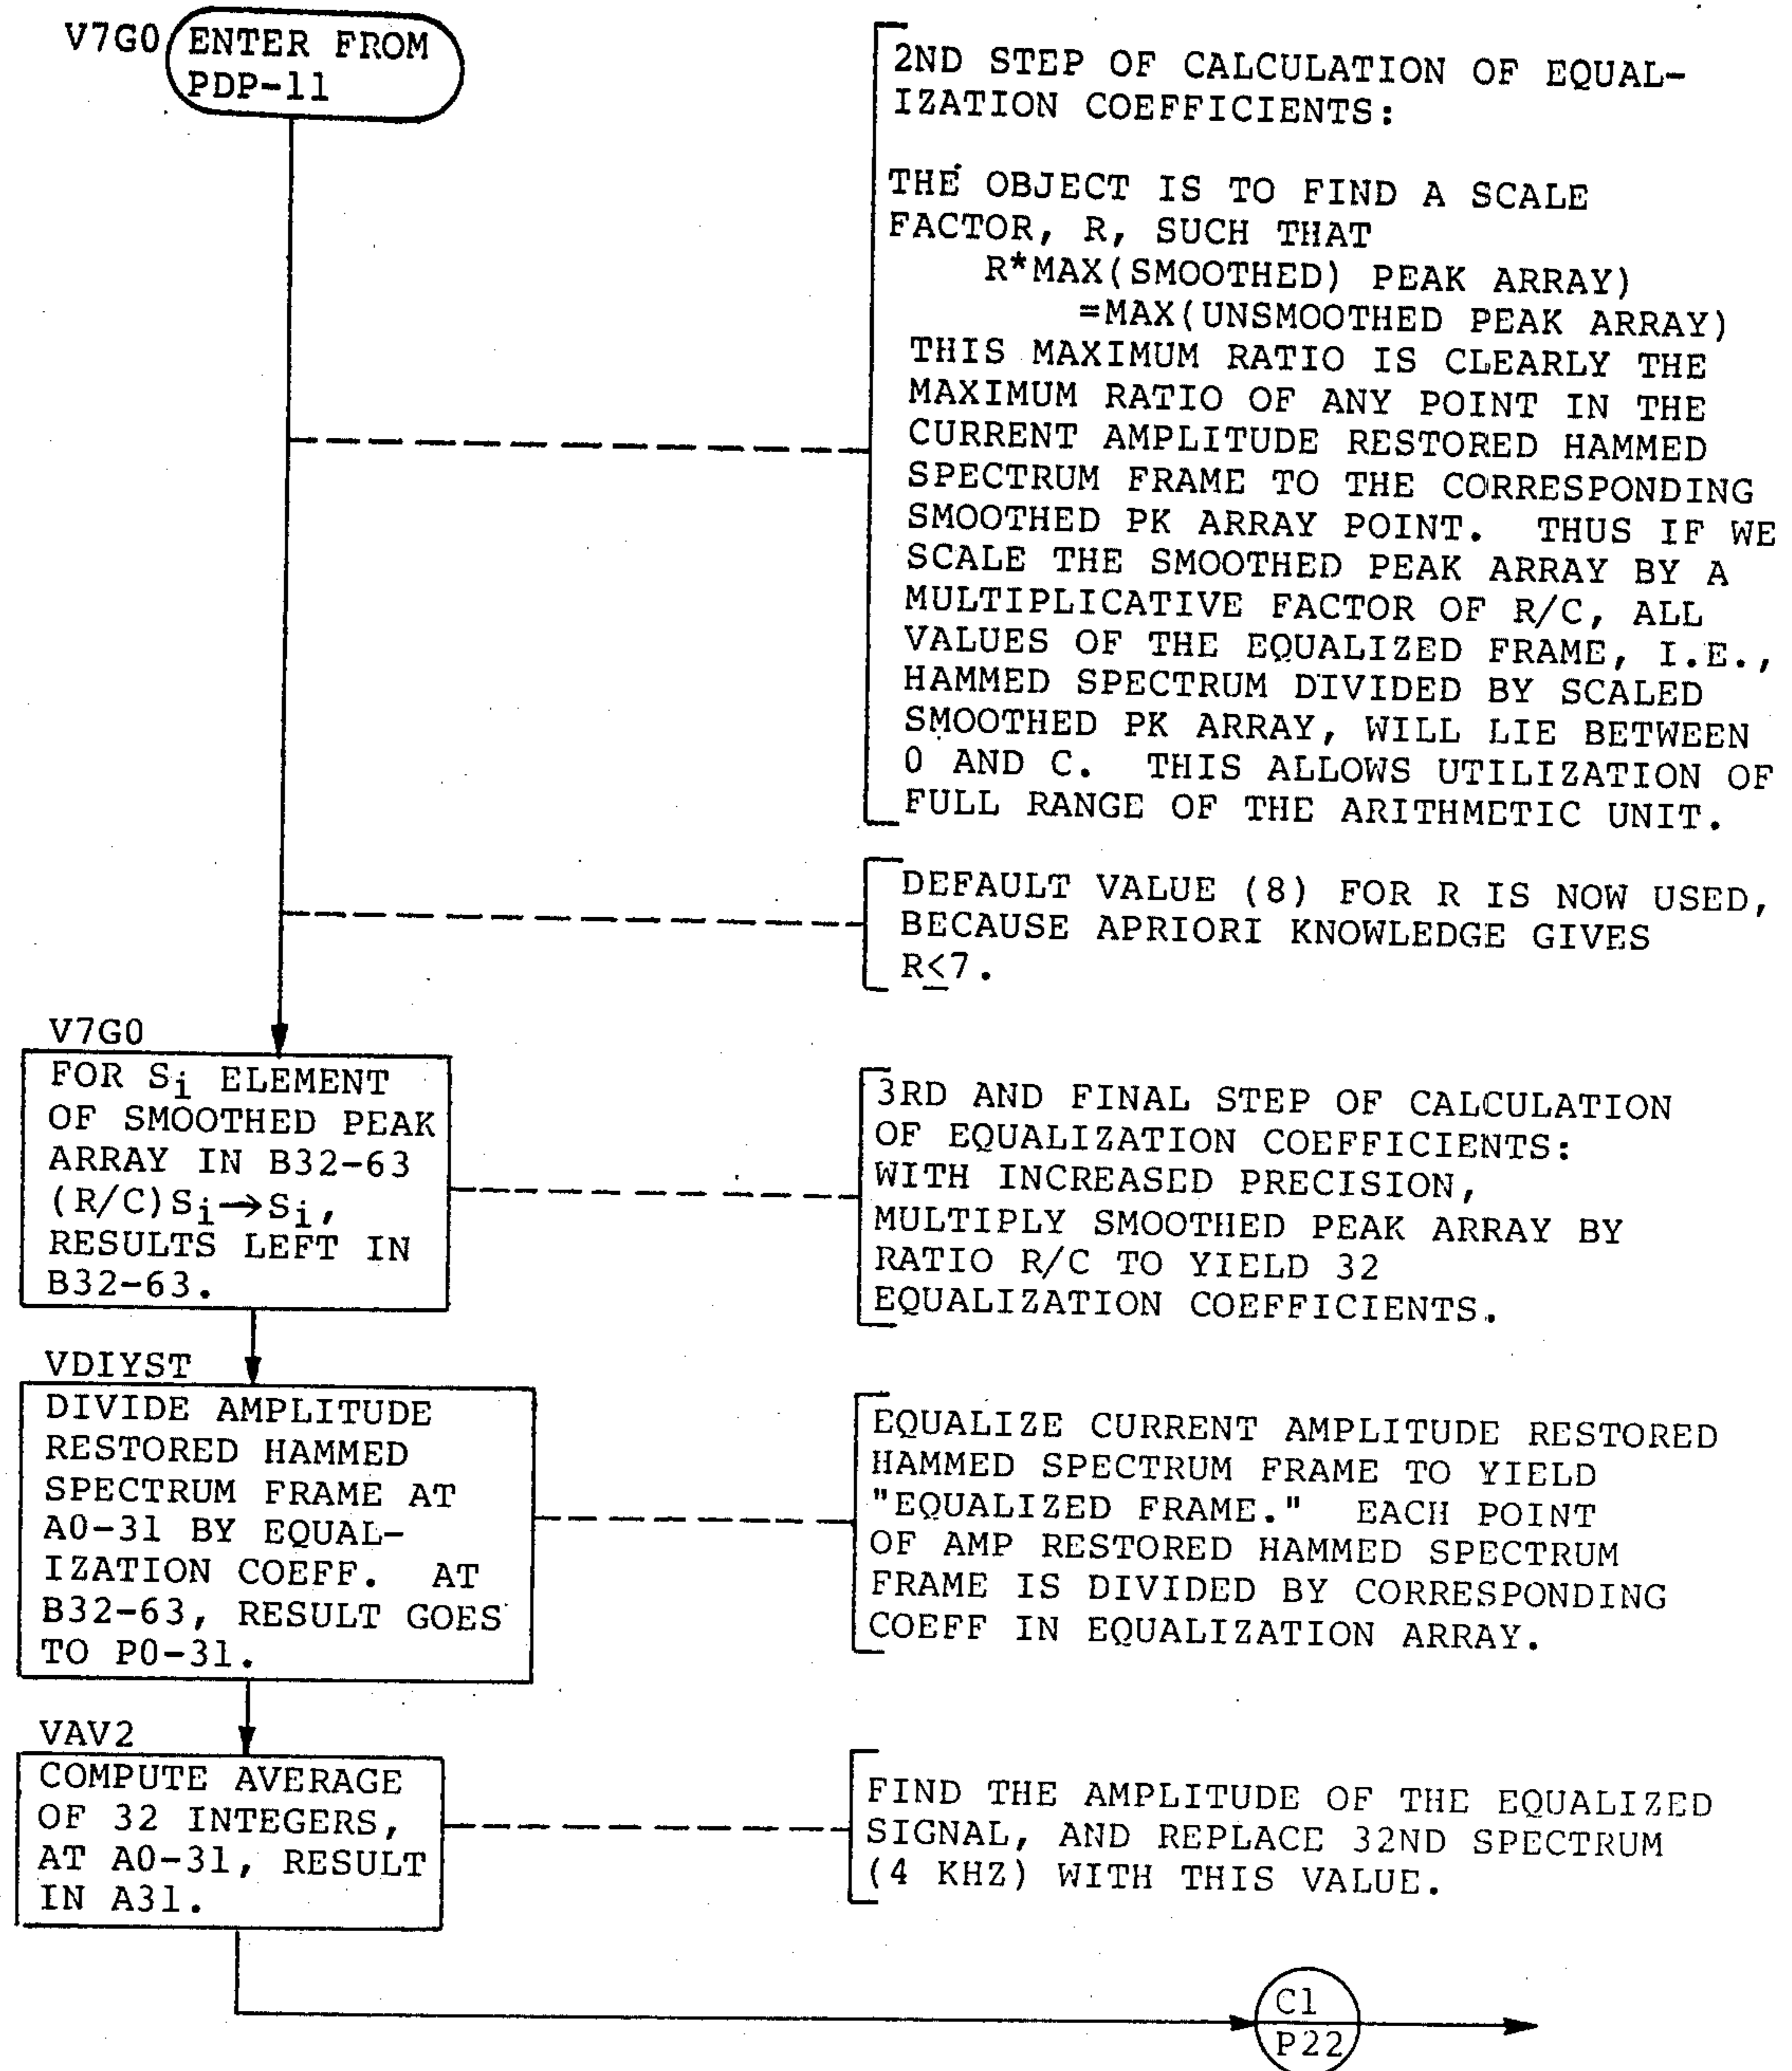 V7G0 ENTER FROM
PDP-11
2ND STEP OF CALCULATION OF EQUAL-
IZATION COEFFICIENTS:
THE OBJECT IS TO FIND A SCALE
FACTOR, R, SUCH THAT
R*MAX(SMOOTHED) PEAK ARRAY)
=MAX(UNSMOOTHED PEAK ARRAY)
THIS MAXIMUM RATIO IS CLEARLY THE
MAXIMUM RATIO OF ANY POINT IN THE
CURRENT AMPLITUDE RESTORED HAMMED
SPECTRUM FRAME TO THE CORRESPONDING
SMOOTHED PK ARRAY POINT. THUS IF WE
SCALE THE SMOOTHED PEAK ARRAY BY A
MULTIPLICATIVE FACTOR OF R/C, ALL
VALUES OF THE EQUALIZED FRAME, I.E.,
HAMMED SPECTRUM DIVIDED BY SCALED
SMOOTHED PK ARRAY, WILL LIE BETWEEN
0 AND C. THIS ALLOWS UTILIZATION OF
FULL RANGE OF THE ARITHMETIC UNIT.
DEFAULT VALUE (8) FOR R IS NOW USED,
BECAUSE APRIORI KNOWLEDGE GIVES
R≤7.
V7G0
FOR Si ELEMENT
OF SMOOTHED PEAK
ARRAY IN B32-63
(R/C)Si→Si,
RESULTS LEFT IN
B32-63.
3RD AND FINAL STEP OF CALCULATION
OF EQUALIZATION COEFFICIENTS:
WITH INCREASED PRECISION,
MULTIPLY SMOOTHED PEAK ARRAY BY
RATIO R/C TO YIELD 32
EQUALIZATION COEFFICIENTS.
VDIYST
DIVIDE AMPLITUDE
RESTORED HAMMED
SPECTRUM FRAME AT
A0-31 BY EQUAL-
IZATION COEFF. AT
B32-63, RESULT GOES
TO P0-31.
EQUALIZE CURRENT AMPLITUDE RESTORED
HAMMED SPECTRUM FRAME TO YIELD
"EQUALIZED FRAME." EACH POINT
OF AMP RESTORED HAMMED SPECTRUM
FRAME IS DIVIDED BY CORRESPONDING
COEFF IN EQUALIZATION ARRAY.
VAV2
COMPUTE AVERAGE
OF 32 INTEGERS,
AT A0-31, RESULT
IN A31.
FIND THE AMPLITUDE OF THE EQUALIZED
SIGNAL, AND REPLACE 32ND SPECTRUM
(4 KHZ) WITH THIS VALUE.
C1
P22